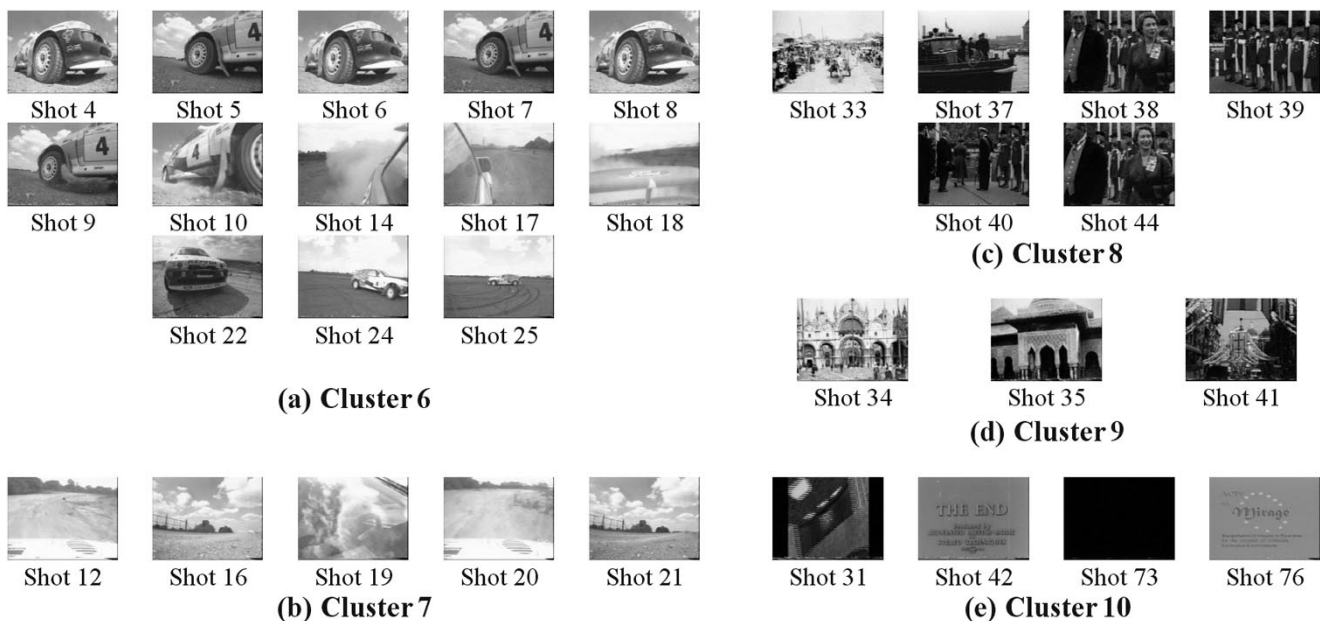 Shot 4 Shot 5 Shot 6 Shot 7 Shot 8
Shot 9 Shot 10 Shot 14 Shot 17 Shot 18
Shot 22 Shot 24 Shot 25
(a) Cluster 6
Shot 12 Shot 16 Shot 19 Shot 20 Shot 21
(b) Cluster 7
Shot 33 Shot 37 Shot 38 Shot 39
Shot 40 Shot 44
(c) Cluster 8
Shot 34 Shot 35 Shot 41
(d) Cluster 9
THE END
Produced by
Mirage
Shot 31 Shot 42 Shot 73 Shot 76
(e) Cluster 10
4
4
4
4